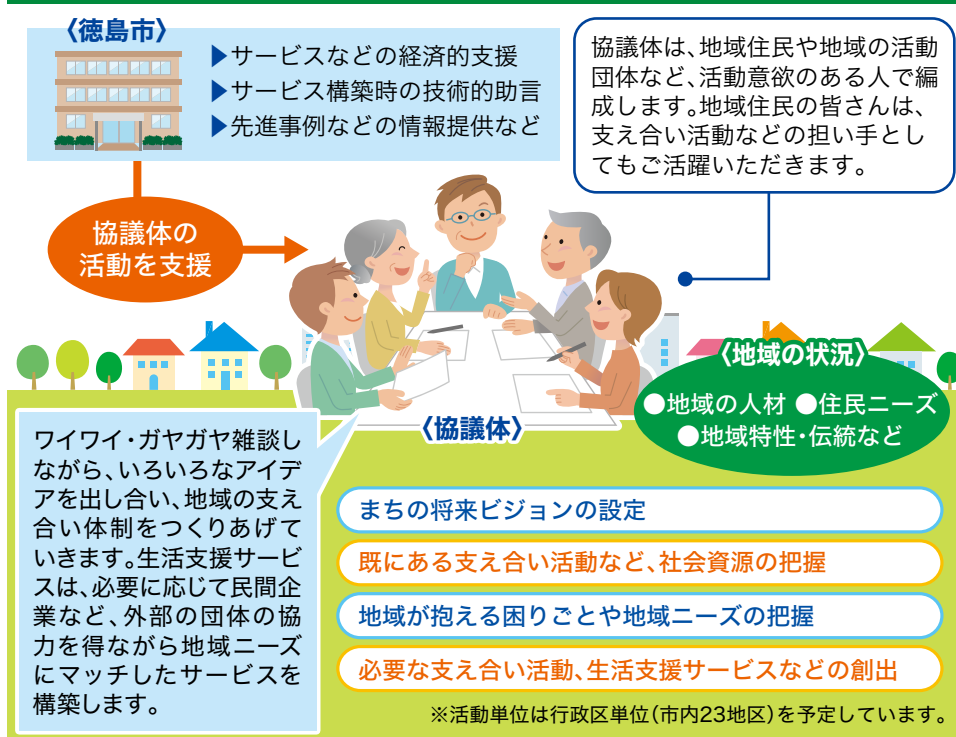 〈徳島市〉
▶サービスなどの経済的支援
▶サービス構築時の技術的助言
▶先進事例などの情報提供など
協議体は、地域住民や地域の活動
団体など、活動意欲のある人で編
成します。地域住民の皆さんは、
支え合い活動などの担い手とし
てもご活躍いただきます。
協議体の
活動を支援
〈地域の状況〉
●地域の人材 ●住民ニーズ
●地域特性・伝統など
〈協議体〉
ワイワイ・ガヤガヤ雑談し
ながら、いろいろなアイデ
アを出し合い、地域の支え
合い体制をつくりあげて
いきます。生活支援サービ
スは、必要に応じて民間企
業など、外部の団体の協
力を得ながら地域ニーズ
にマッチしたサービスを
構築します。
まちの将来ビジョンの設定
既にある支え合い活動など、社会資源の把握
地域が抱える困りごとや地域ニーズの把握
必要な支え合い活動、生活支援サービスなどの創出
※活動単位は行政区単位(市内23地区)を予定しています。